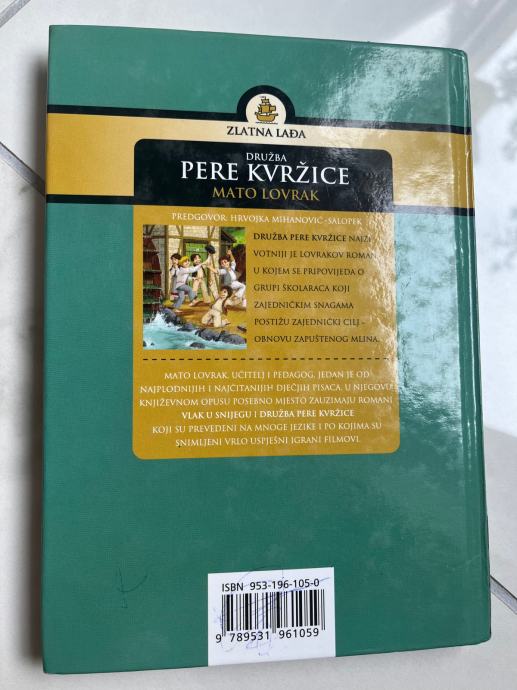 ZLATNA LAĐA
DRUŽBA
PERE KVRŽICE
MATO LOVRAK
PREDGOVOR: HRVOJKA MIHANOVIĆ-SALOPEK
DRUŽBA PERE KVRŽICE NAJŽI
VOTNIJI JE LOVRAKOV ROMAN
U KOJEM SE PRIPOVIJEDA O
GRUPI ŠKOLARACA KOJI
ZAJEDNIČKIM SNAGAMA
POSTIŽU ZAJEDNIČKI CILJ –
OBNOVU ZAPUŠTENOG MLINA.
MATO LOVRAK, UČITELJ I PEDAGOG, JEDAN JE OD
NAJPLODNIJIH I NAJČITANIJIH DJEČJIH PISACA. U NJEGOVU
KNJIŽEVNOM OPUSU POSEBNO MJESTO ZAUZIMAJU ROMANI
VLAK U SNIJEGU I DRUŽBA PERE KVRŽICE
KOJI SU PREVEDENI NA MNOGE JEZIKE I PO KOJIMA SU
SNIMLJENI VRLO USPJEŠNI IGRANI FILMOVI.
ISBN 953-196-105-0
9 789531 961059